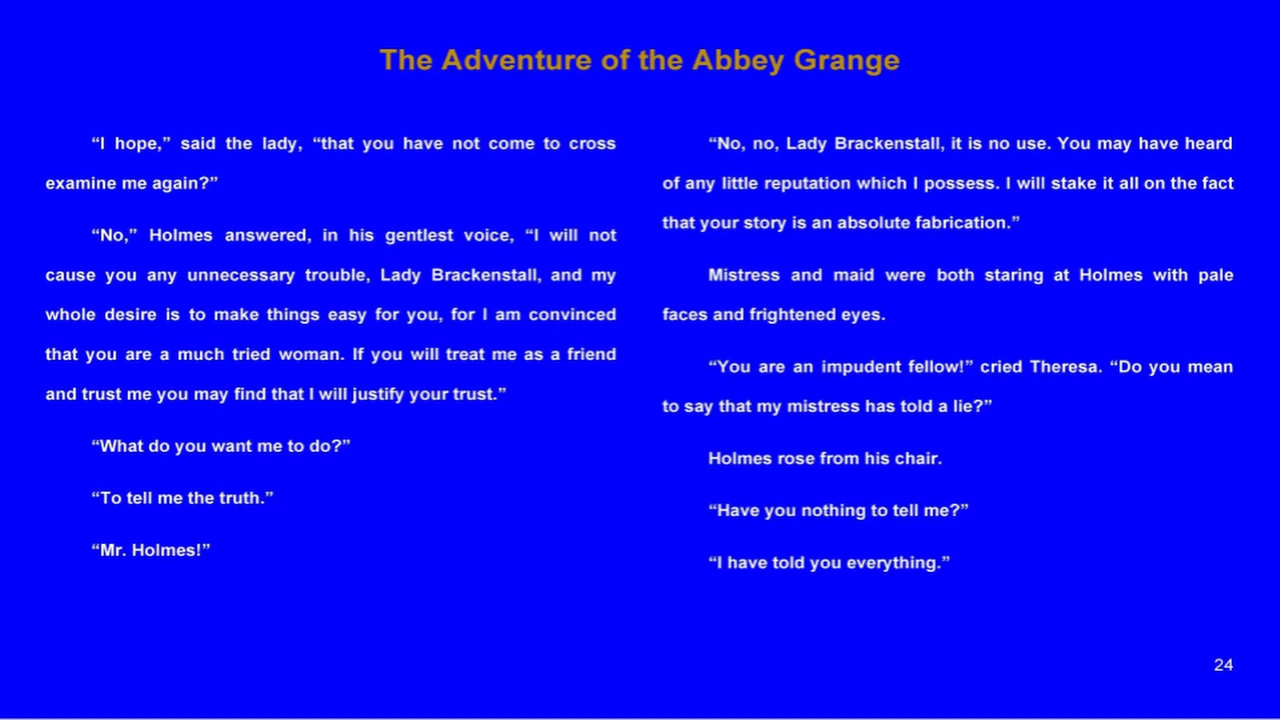 The Adventure of the Abbey Grange
“I hope,” said the lady, “that you have not come to cross
examine me again?”
“No,” Holmes answered, in his gentlest voice, “I will not
cause you any unnecessary trouble, Lady Brackenstall, and my
whole desire is to make things easy for you, for I am convinced
that you are a much tried woman. If you will treat me as a friend
and trust me you may find that I will justify your trust.”
“What do you want me to do?”
“To tell me the truth.”
“Mr. Holmes!”
“No, no, Lady Brackenstall, it is no use. You may have heard
of any little reputation which I possess. I will stake it all on the fact
that your story is an absolute fabrication.”
Mistress and maid were both staring at Holmes with pale
faces and frightened eyes.
“You are an impudent fellow!” cried Theresa. “Do you mean
to say that my mistress has told a lie?”
Holmes rose from his chair.
“Have you nothing to tell me?”
“I have told you everything.”
24